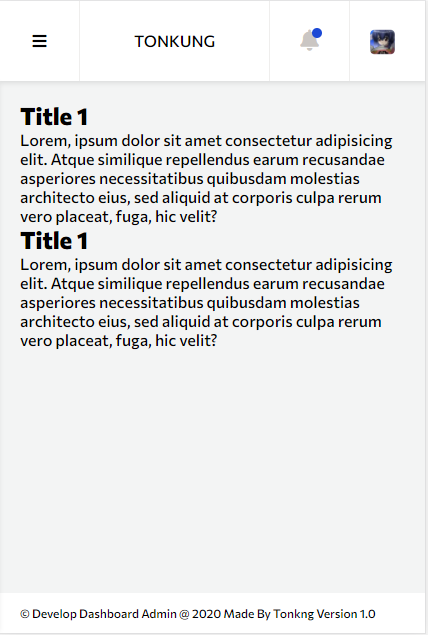 TONKUNG
Title 1
Lorem, ipsum dolor sit amet consectetur adipisicing
elit. Atque similique repellendus earum recusandae
asperiores necessitatibus quibusdam molestias
architecto eius, sed aliquid at corporis culpa rerum
vero placeat, fuga, hic velit?
Title 1
Lorem, ipsum dolor sit amet consectetur adipisicing
elit. Atque similique repellendus earum recusandae
asperiores necessitatibus quibusdam molestias
architecto eius, sed aliquid at corporis culpa rerum
vero placeat, fuga, hic velit?
© Develop Dashboard Admin @ 2020 Made By Tonkng Version 1.0